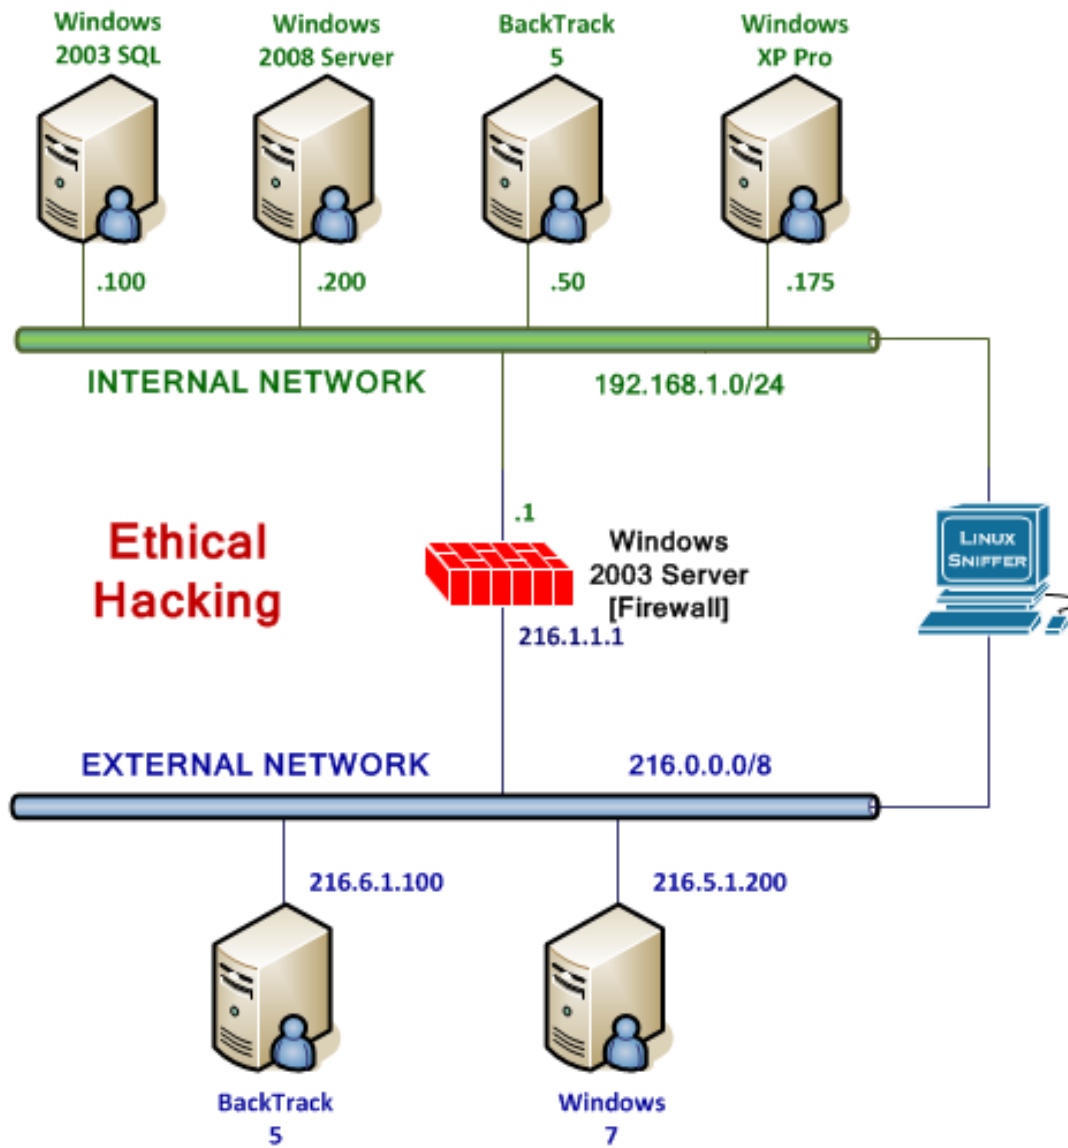 Windows
2003 SQL
Windows
2008 Server
BackTrack
5
Windows
XP Pro
.100
.200
.50
.175
INTERNAL NETWORK
192.168.1.0/24
Ethical
Hacking
.1
Windows
2003 Server
[Firewall]
216.1.1.1
LINUX
SNIFFER
EXTERNAL NETWORK
216.0.0.0/8
216.6.1.100
216.5.1.200
BackTrack
5
Windows
7